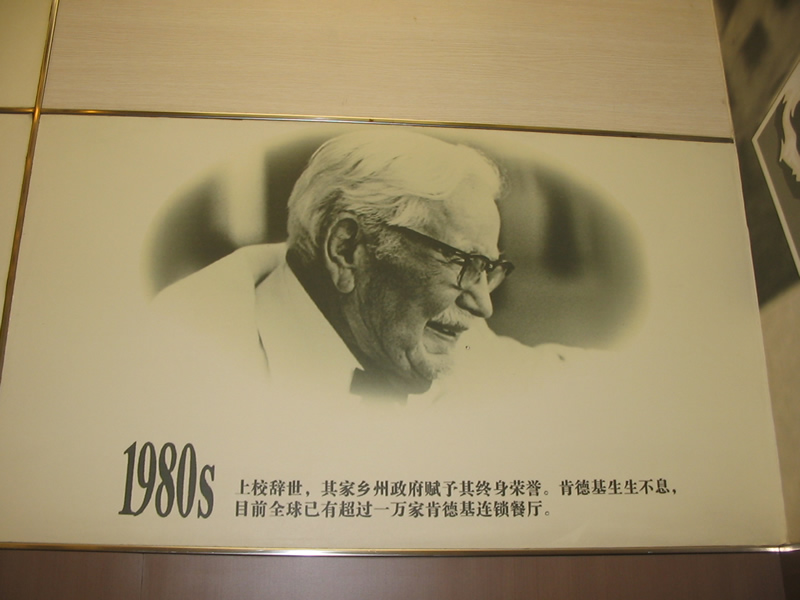 1980s
上校辞世，其家乡州政府赋予其终身荣誉。肯德基生生不息，
目前全球已有超过一万家肯德基连锁餐厅。